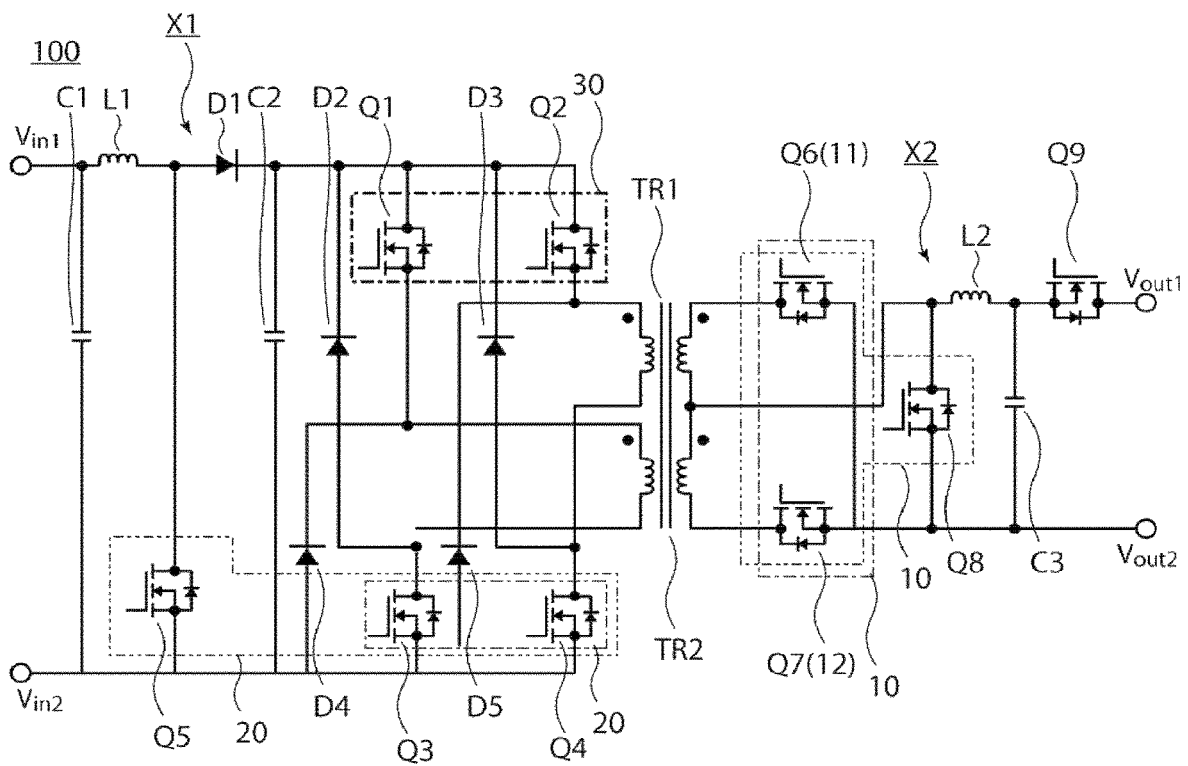 100
X1
C1
L1
D1
C2
D2
Q1
D3
Q2
30
Vin1
TR1
Q6(11)
X2
Q9
L2
Vout1
Vout2
10
Q8
C3
TR2
Q7(12)
10
Vin2
Q5
20
D4
Q3
D5
Q4
20